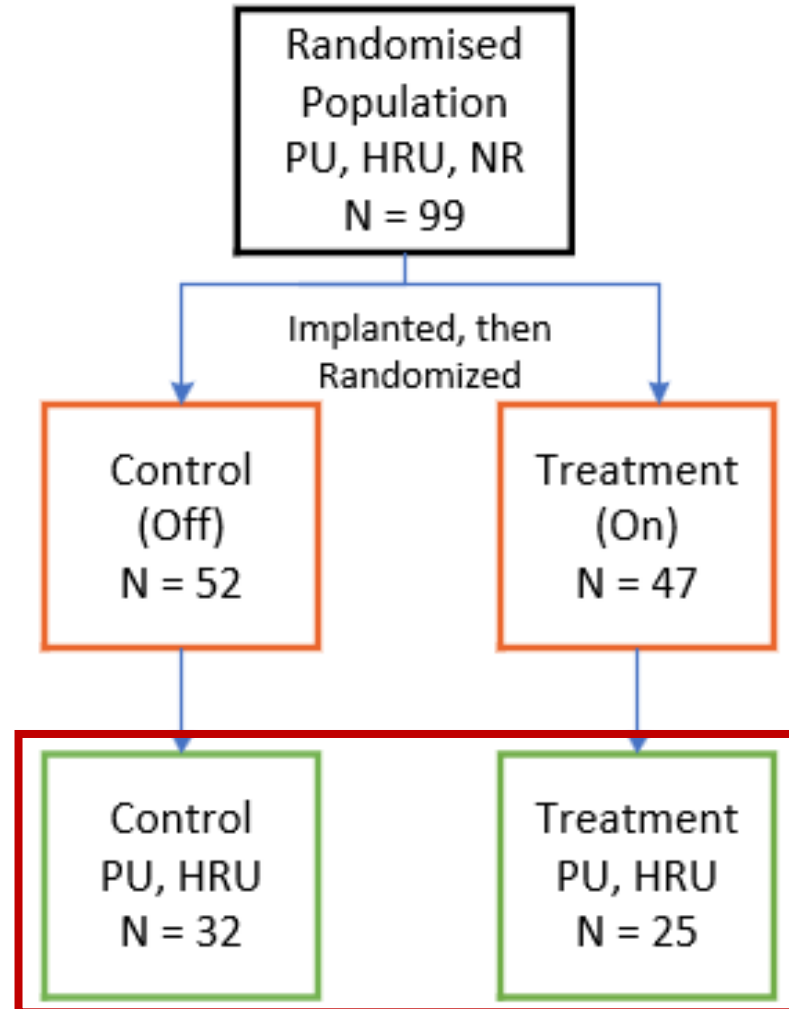 Randomised
Population
PU, HRU, NR
N = 99
Implanted, then
Randomized
Control
(Off)
N = 52
Treatment
(On)
N = 47
Control
PU, HRU
N = 32
Treatment
PU, HRU
N = 25